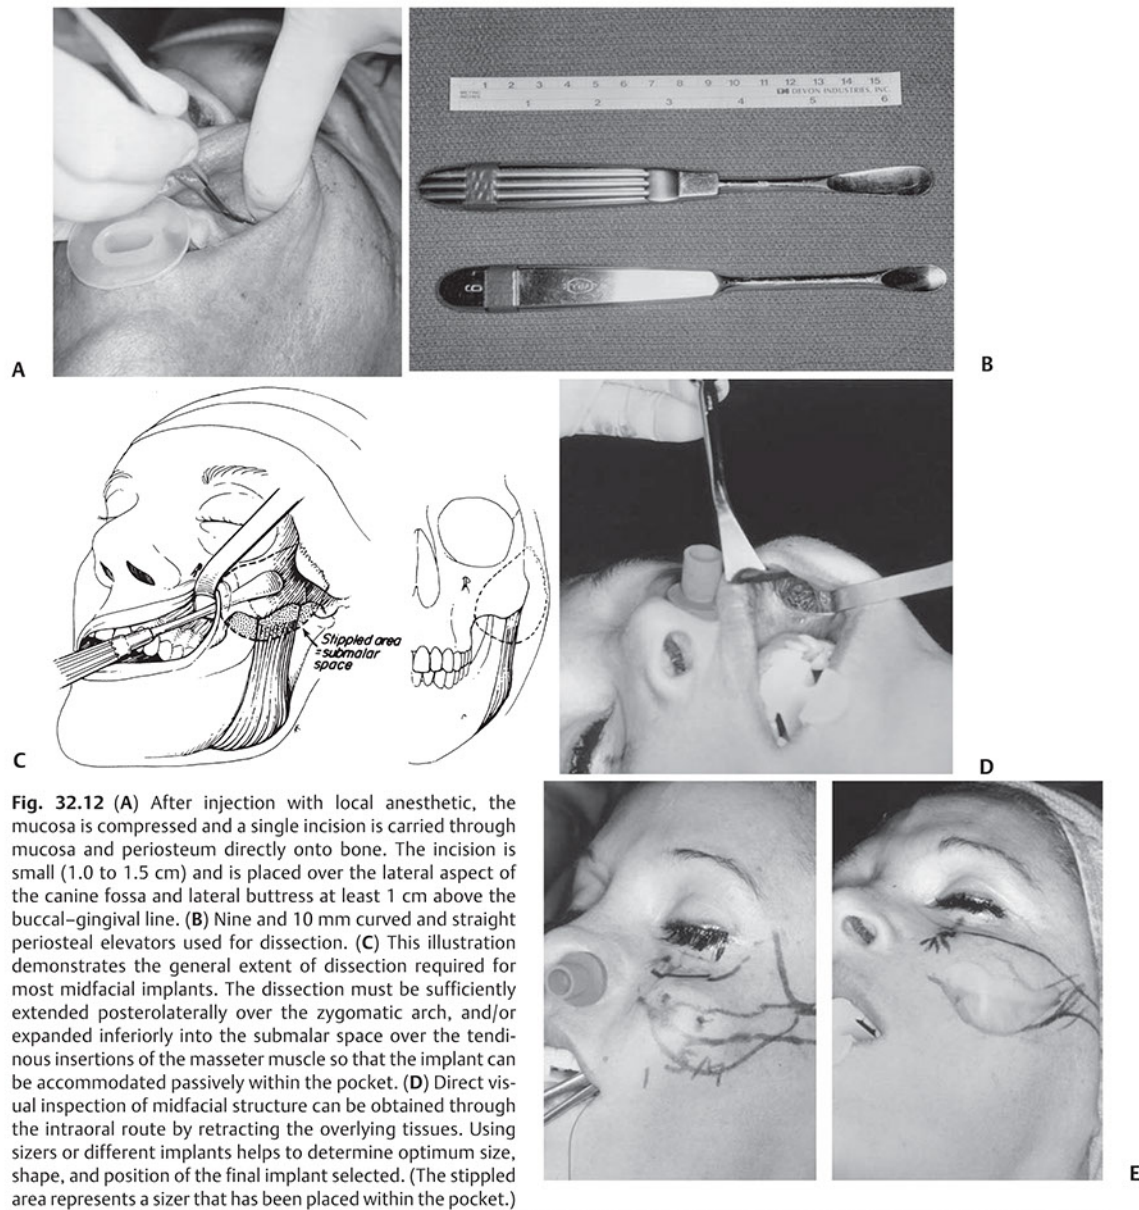 A
METRIC
1 2 3 4 5 6 7 8 9 10 11 12 13 14 15
INCHES
1 2 3 4 5 6
DEVON INDUSTRIES, INC.
6
B
Stippled area
= submalar
space
C
D
Fig. 32.12 (A) After injection with local anesthetic, the
mucosa is compressed and a single incision is carried through
mucosa and periosteum directly onto bone. The incision is
small (1.0 to 1.5 cm) and is placed over the lateral aspect of
the canine fossa and lateral buttress at least 1 cm above the
buccal–gingival line. (B) Nine and 10 mm curved and straight
periosteal elevators used for dissection. (C) This illustration
demonstrates the general extent of dissection required for
most midfacial implants. The dissection must be sufficiently
extended posterolaterally over the zygomatic arch, and/or
expanded inferiorly into the submalar space over the tendi-
nous insertions of the masseter muscle so that the implant can
be accommodated passively within the pocket. (D) Direct vis-
ual inspection of midfacial structure can be obtained through
the intraoral route by retracting the overlying tissues. Using
sizers or different implants helps to determine optimum size,
shape, and position of the final implant selected. (The stippled
area represents a sizer that has been placed within the pocket.)
E